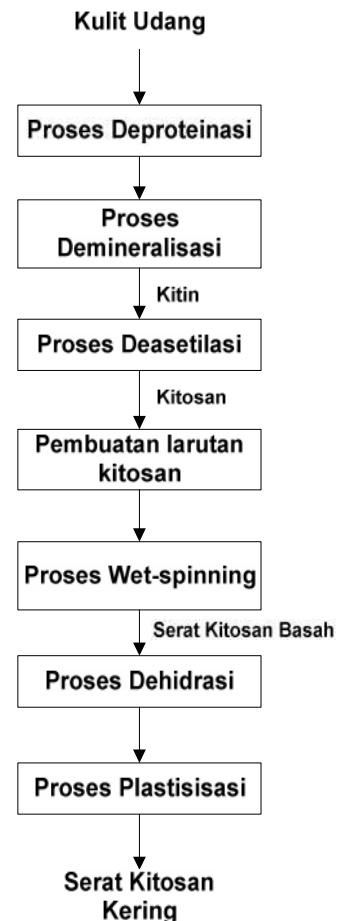 Kulit Udang
Proses Deproteinasi
Proses
Demineralisasi
Kitin
Proses Deasetilasi
Kitosan
Pembuatan larutan
kitosan
Proses Wet-spinning
Serat Kitosan Basah
Proses Dehidrasi
Proses Plastisisasi
Serat Kitosan
Kering